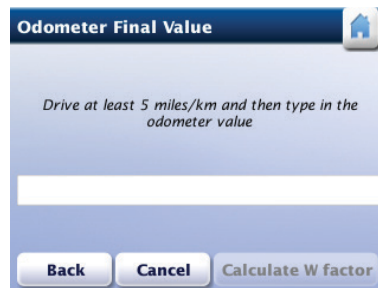 Odometer Final Value
Drive at least 5 miles/km and then type in the
odometer value
Back Cancel Calculate W factor